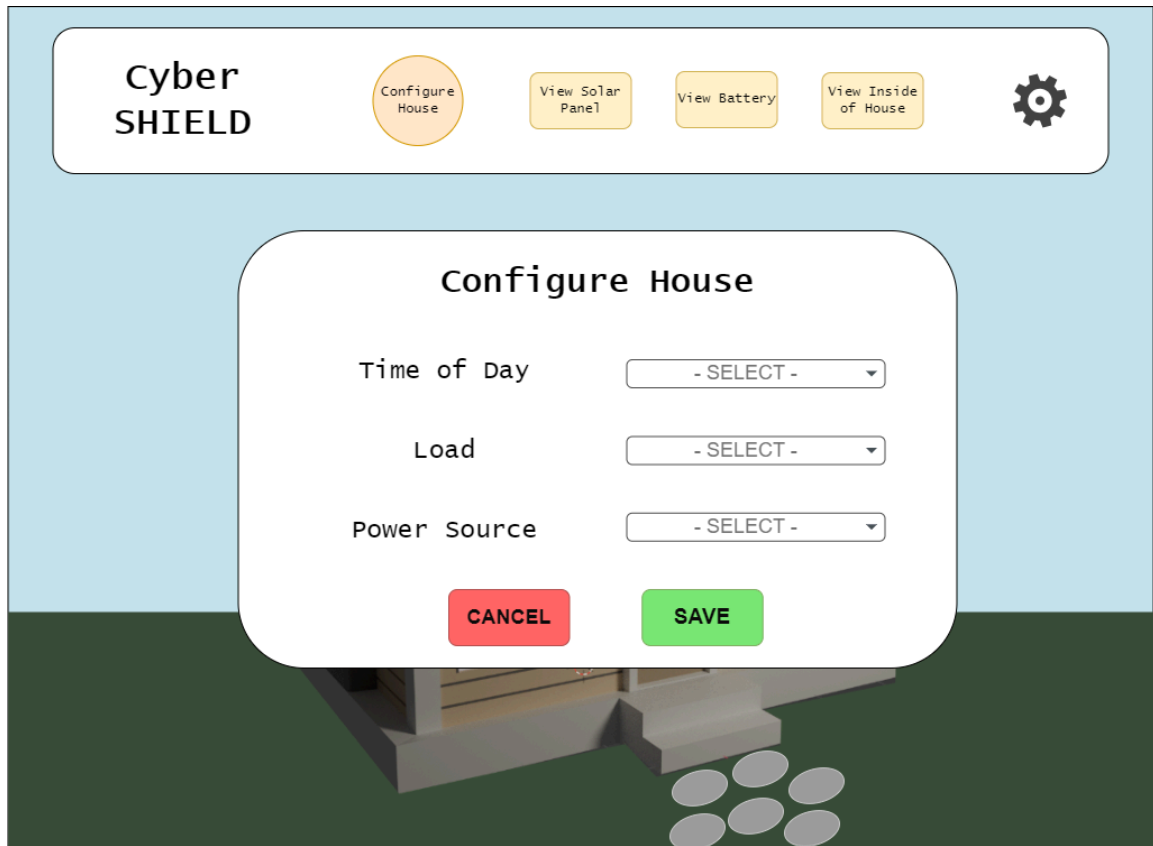 Cyber
SHIELD
Configure
House
View Solar
Panel
View Battery
View Inside
of House
Configure House
Time of Day
- SELECT -
Load
- SELECT -
Power Source
- SELECT -
CANCEL
SAVE